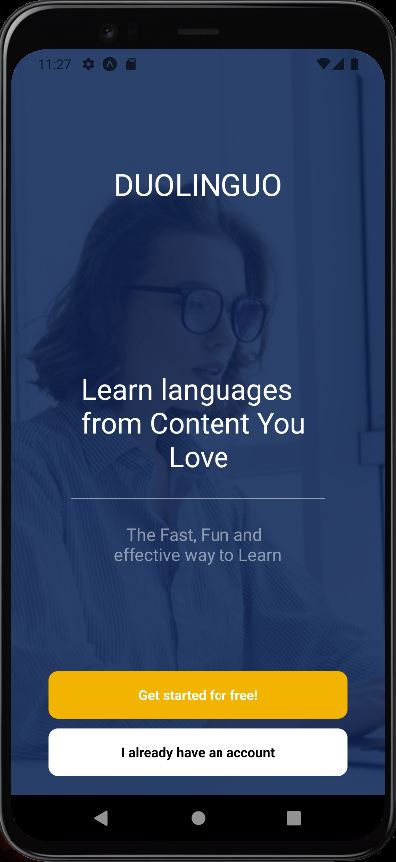 11:27
DUOLINGUO
Learn languages
from Content You
Love
The Fast, Fun and
effective way to Learn
Get started for free!
I already have an account